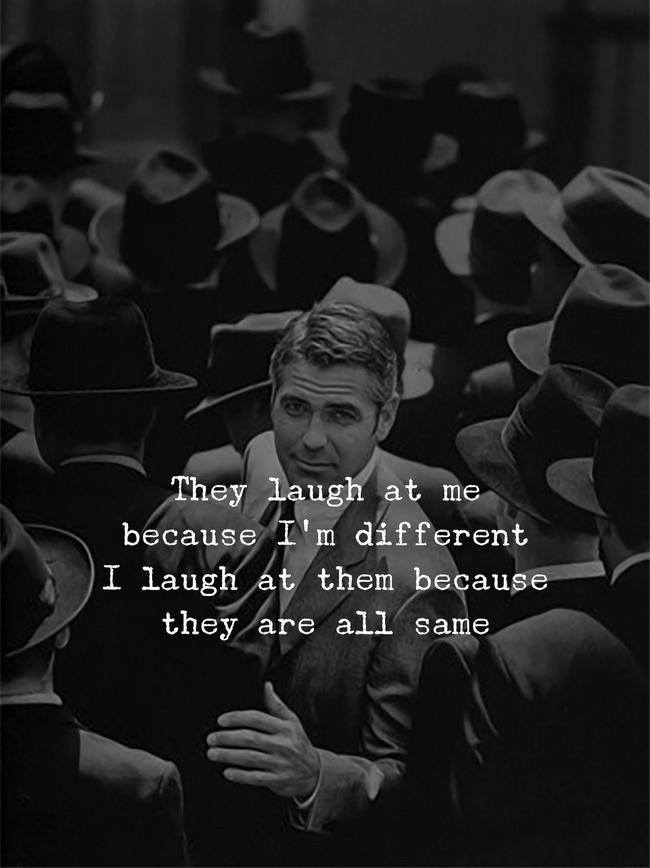 They laugh at me
because I'm different
I laugh at them because
they are all same